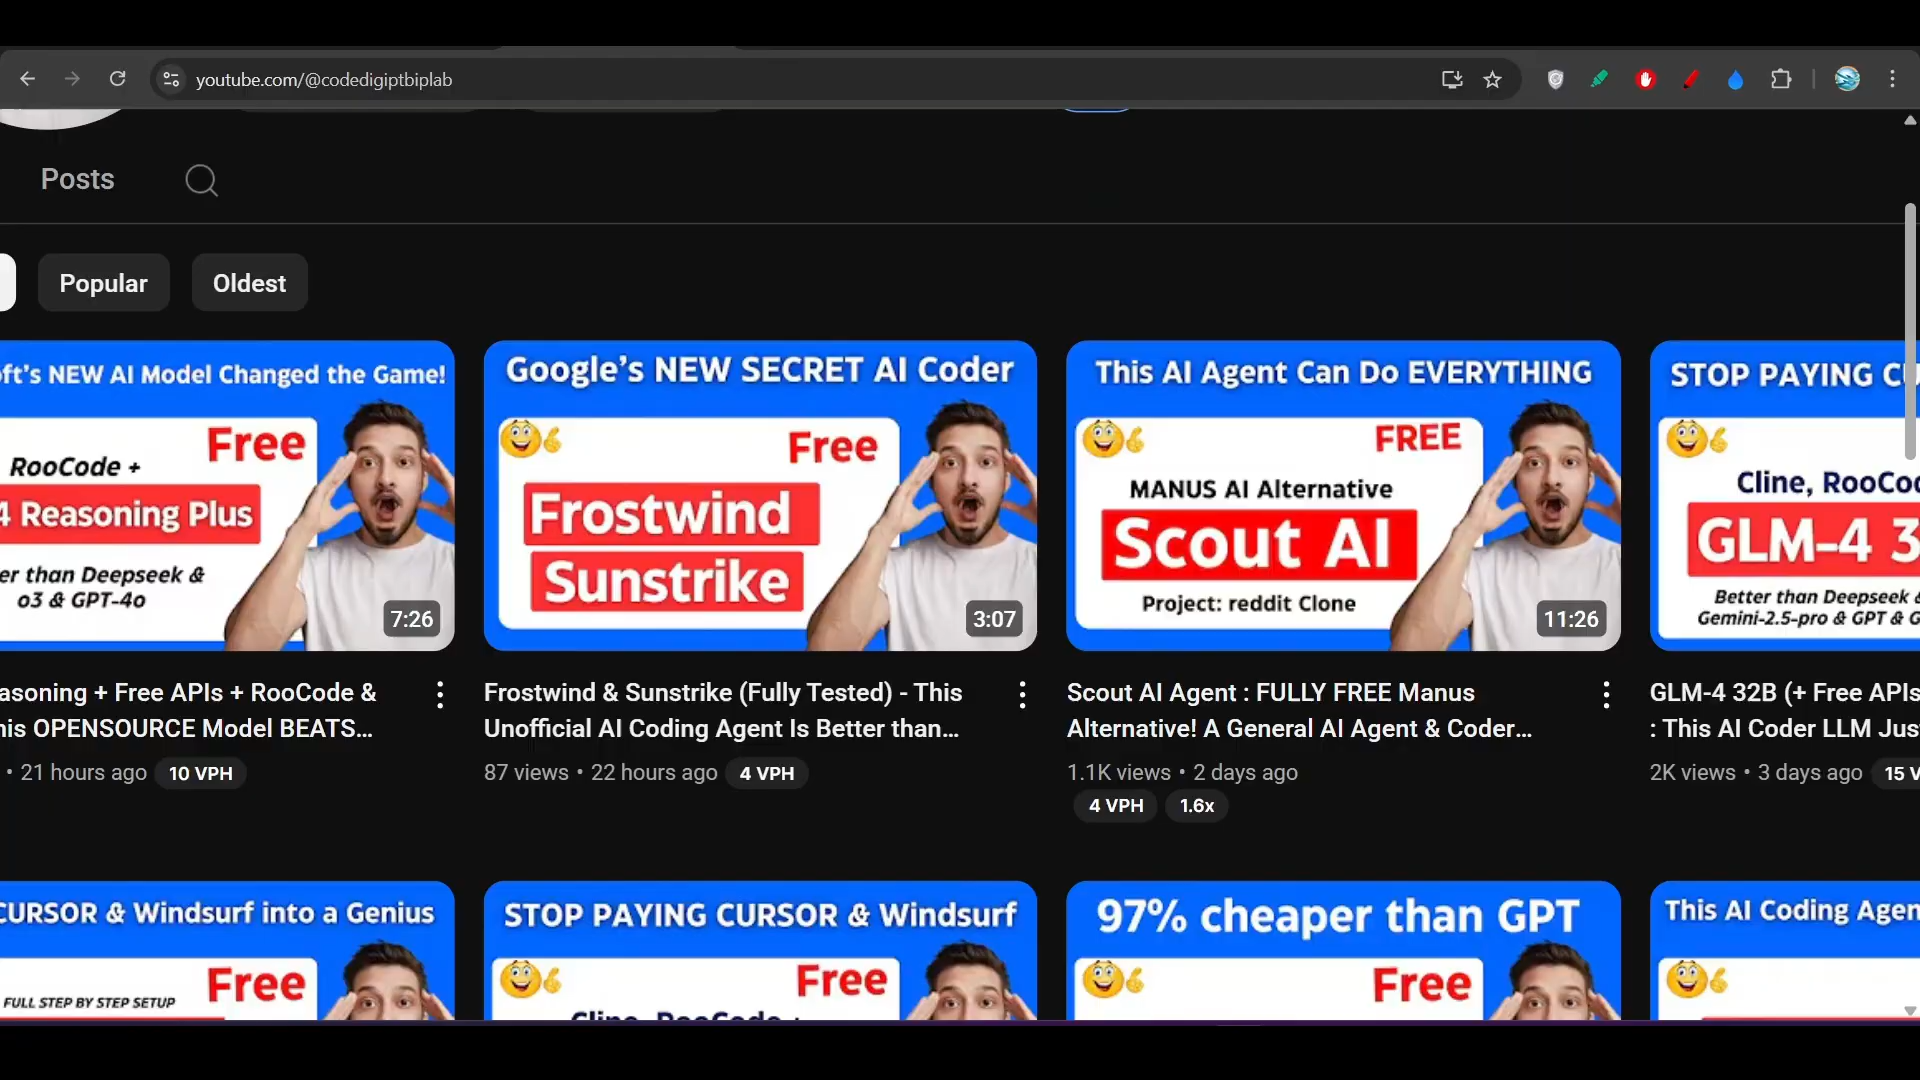 youtube.com/@codedigiptbiplab
Posts
Popular
Oldest
ft's NEW AI Model Changed the Game!
Free
RooCode +
4 Reasoning Plus
er than Deepseek &
o3 & GPT-4o
7:26
Google's NEW SECRET AI Coder
Free
Frostwind
Sunstrike
3:07
This AI Agent Can Do EVERYTHING
FREE
MANUS AI Alternative
Scout AI
Project: reddit Clone
11:26
STOP PAYING CU
Cline, RooCo
GLM-4 3
Better than Deepseek &
Gemini-2.5-pro & GPT & G
asoning + Free APIs + RooCode &
his OPENSOURCE Model BEATS...
• 21 hours ago 10 VPH
Frostwind & Sunstrike (Fully Tested) - This
Unofficial AI Coding Agent Is Better than...
87 views • 22 hours ago 4 VPH
Scout AI Agent : FULLY FREE Manus
Alternative! A General AI Agent & Coder...
1.1K views • 2 days ago
4 VPH 1.6x
GLM-4 32B (+ Free APIs
: This AI Coder LLM Jus
2K views • 3 days ago 15 V
CURSOR & Windsurf into a Genius
Free
FULL STEP BY STEP SETUP
STOP PAYING CURSOR & Windsurf
Free
Cline, RooCode +
97% cheaper than GPT
Free
This AI Coding Agen